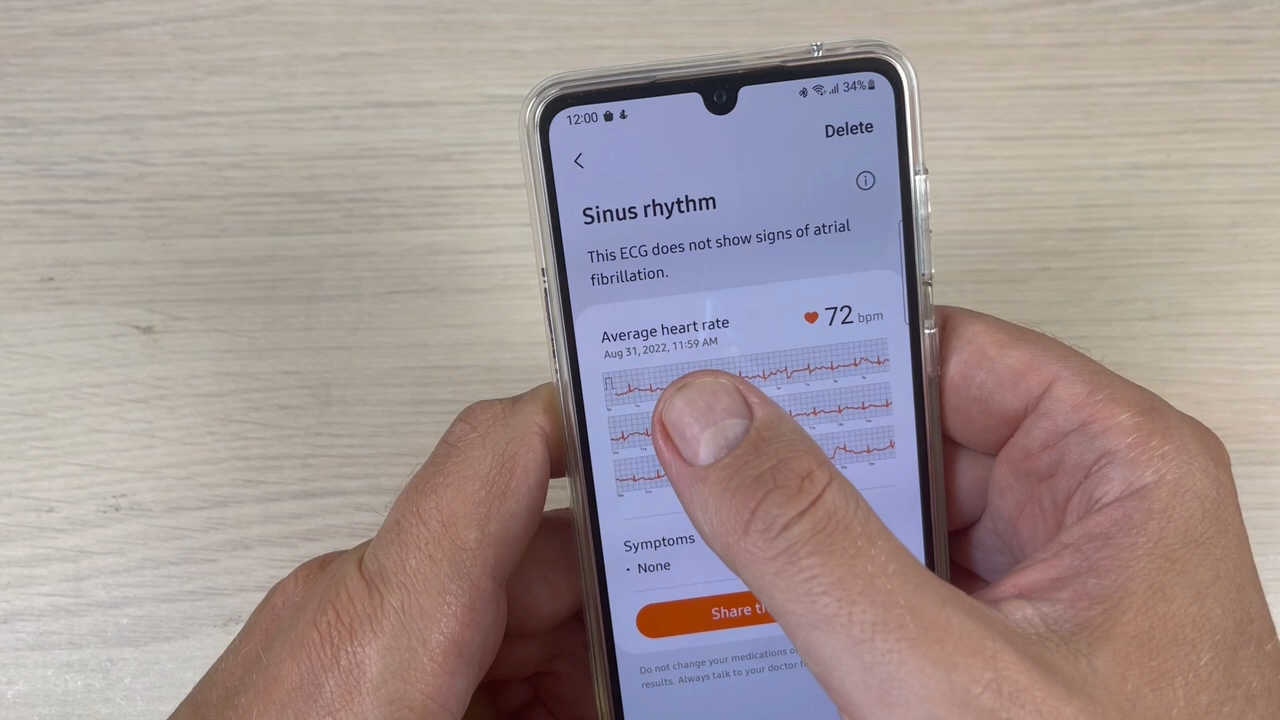 12:00
34%
Delete
Sinus rhythm
This ECG does not show signs of atrial
fibrillation.
Average heart rate
72 bpm
Aug 31, 2022, 11:59 AM
Symptoms
• None
Share
Do not change your medications
results. Always talk to your doctor